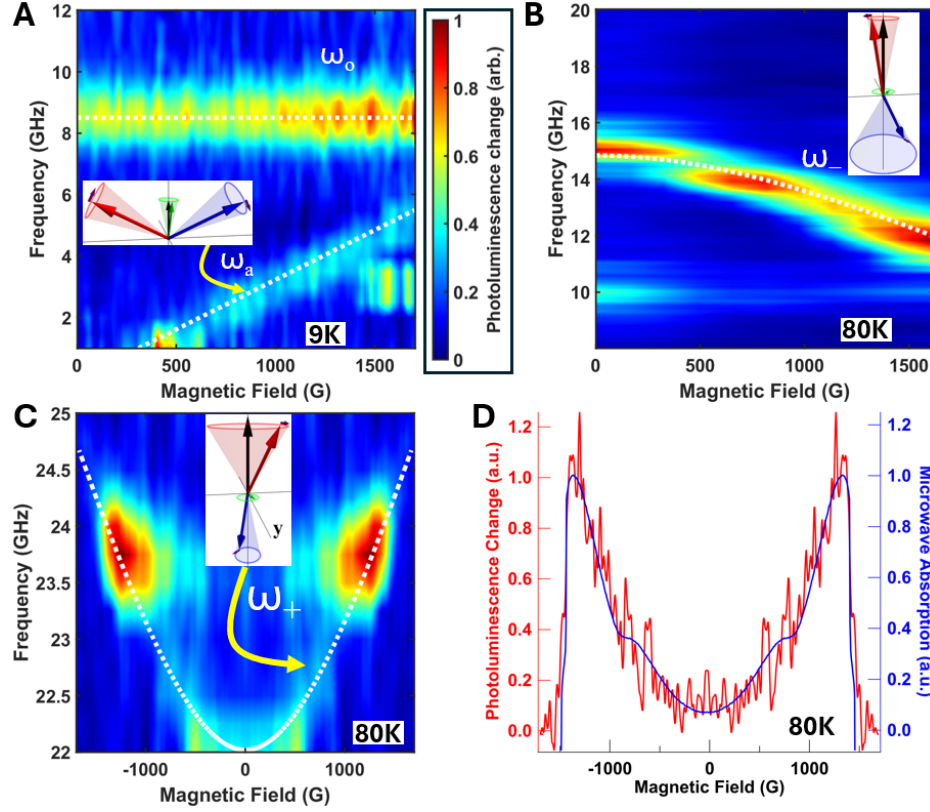 A
12
10
8
6
4
2
Frequency (GHz)
ωₒ
ωₐ
9K
0
500
1000
1500
Magnetic Field (G)
1
0.8
0.6
0.4
0.2
0
Photoluminescence change (arb.)
B
20
18
16
14
12
10
Frequency (GHz)
ω₋
80K
0
500
1000
1500
Magnetic Field (G)
C
25
24.5
24
23.5
23
22.5
22
Frequency (GHz)
y
ω₊
80K
-1000
0
1000
Magnetic Field (G)
D
1.2
1.0
0.8
0.6
0.4
0.2
0.0
Photoluminescence Change (a.u.)
1.2
1.0
0.8
0.6
0.4
0.2
0.0
Microwave Absorption (a.u.)
80K
-1000
0
1000
Magnetic Field (G)